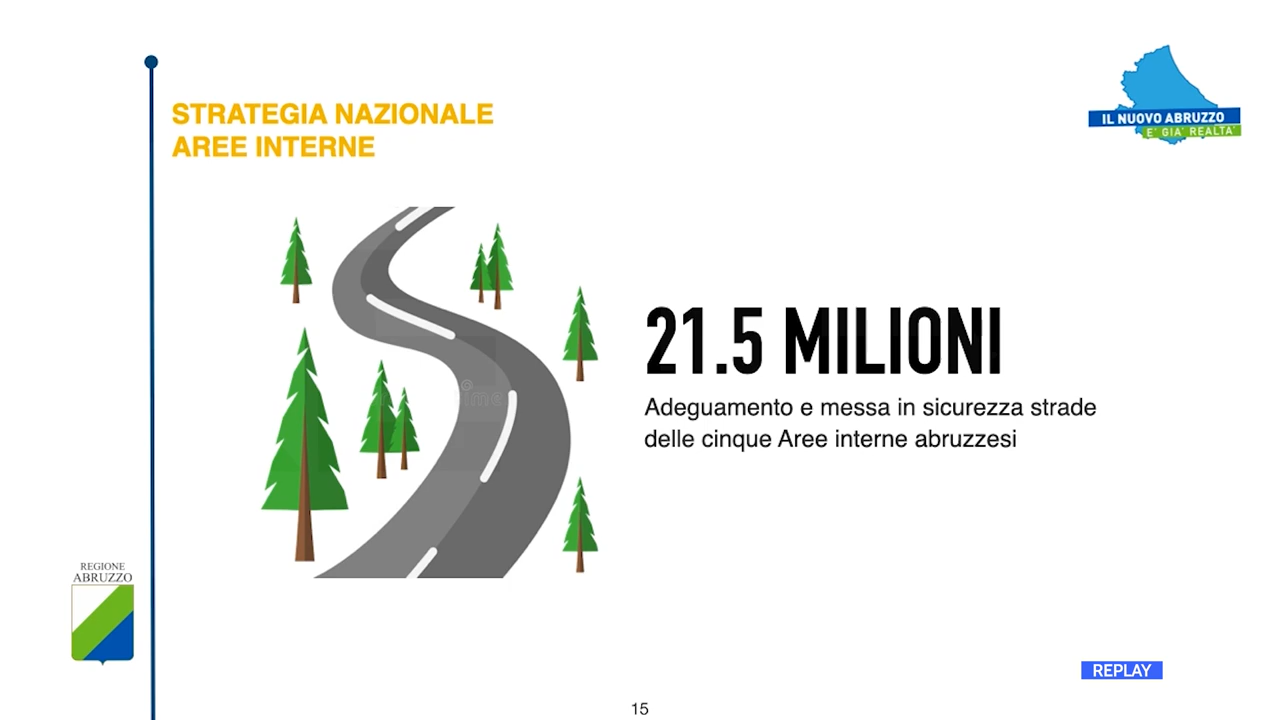 STRATEGIA NAZIONALE
AREE INTERNE
IL NUOVO ABRUZZO
E' GIA' REALTA'
21.5 MILIONI
Adeguamento e messa in sicurezza strade
delle cinque Aree interne abruzzesi
REGIONE
ABRUZZO
REPLAY
15